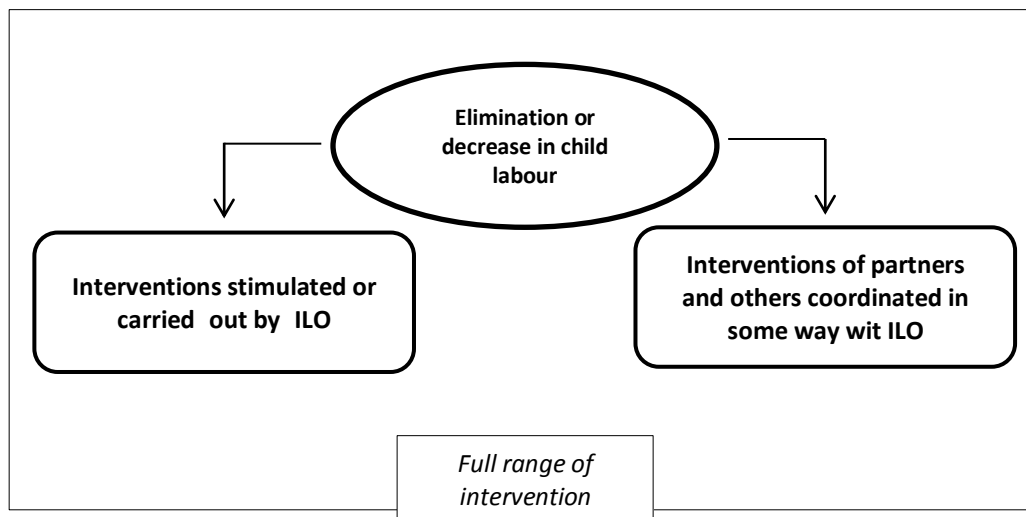 Elimination or
decrease in child
labour
Interventions stimulated or
carried out by ILO
Interventions of partners
and others coordinated in
some way wit ILO
Full range of
intervention